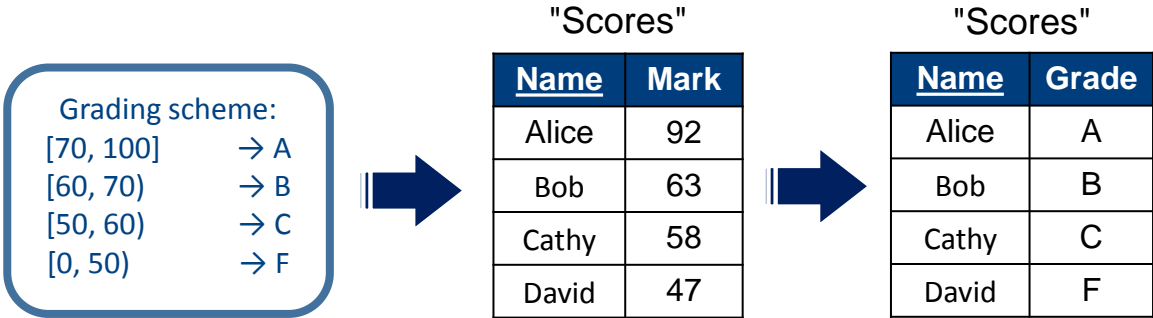 Grading scheme:
[70, 100] → A
[60, 70) → B
[50, 60) → C
[0, 50) → F
"Scores"
Name Mark
Alice 92
Bob 63
Cathy 58
David 47
"Scores"
Name Grade
Alice A
Bob B
Cathy C
David F